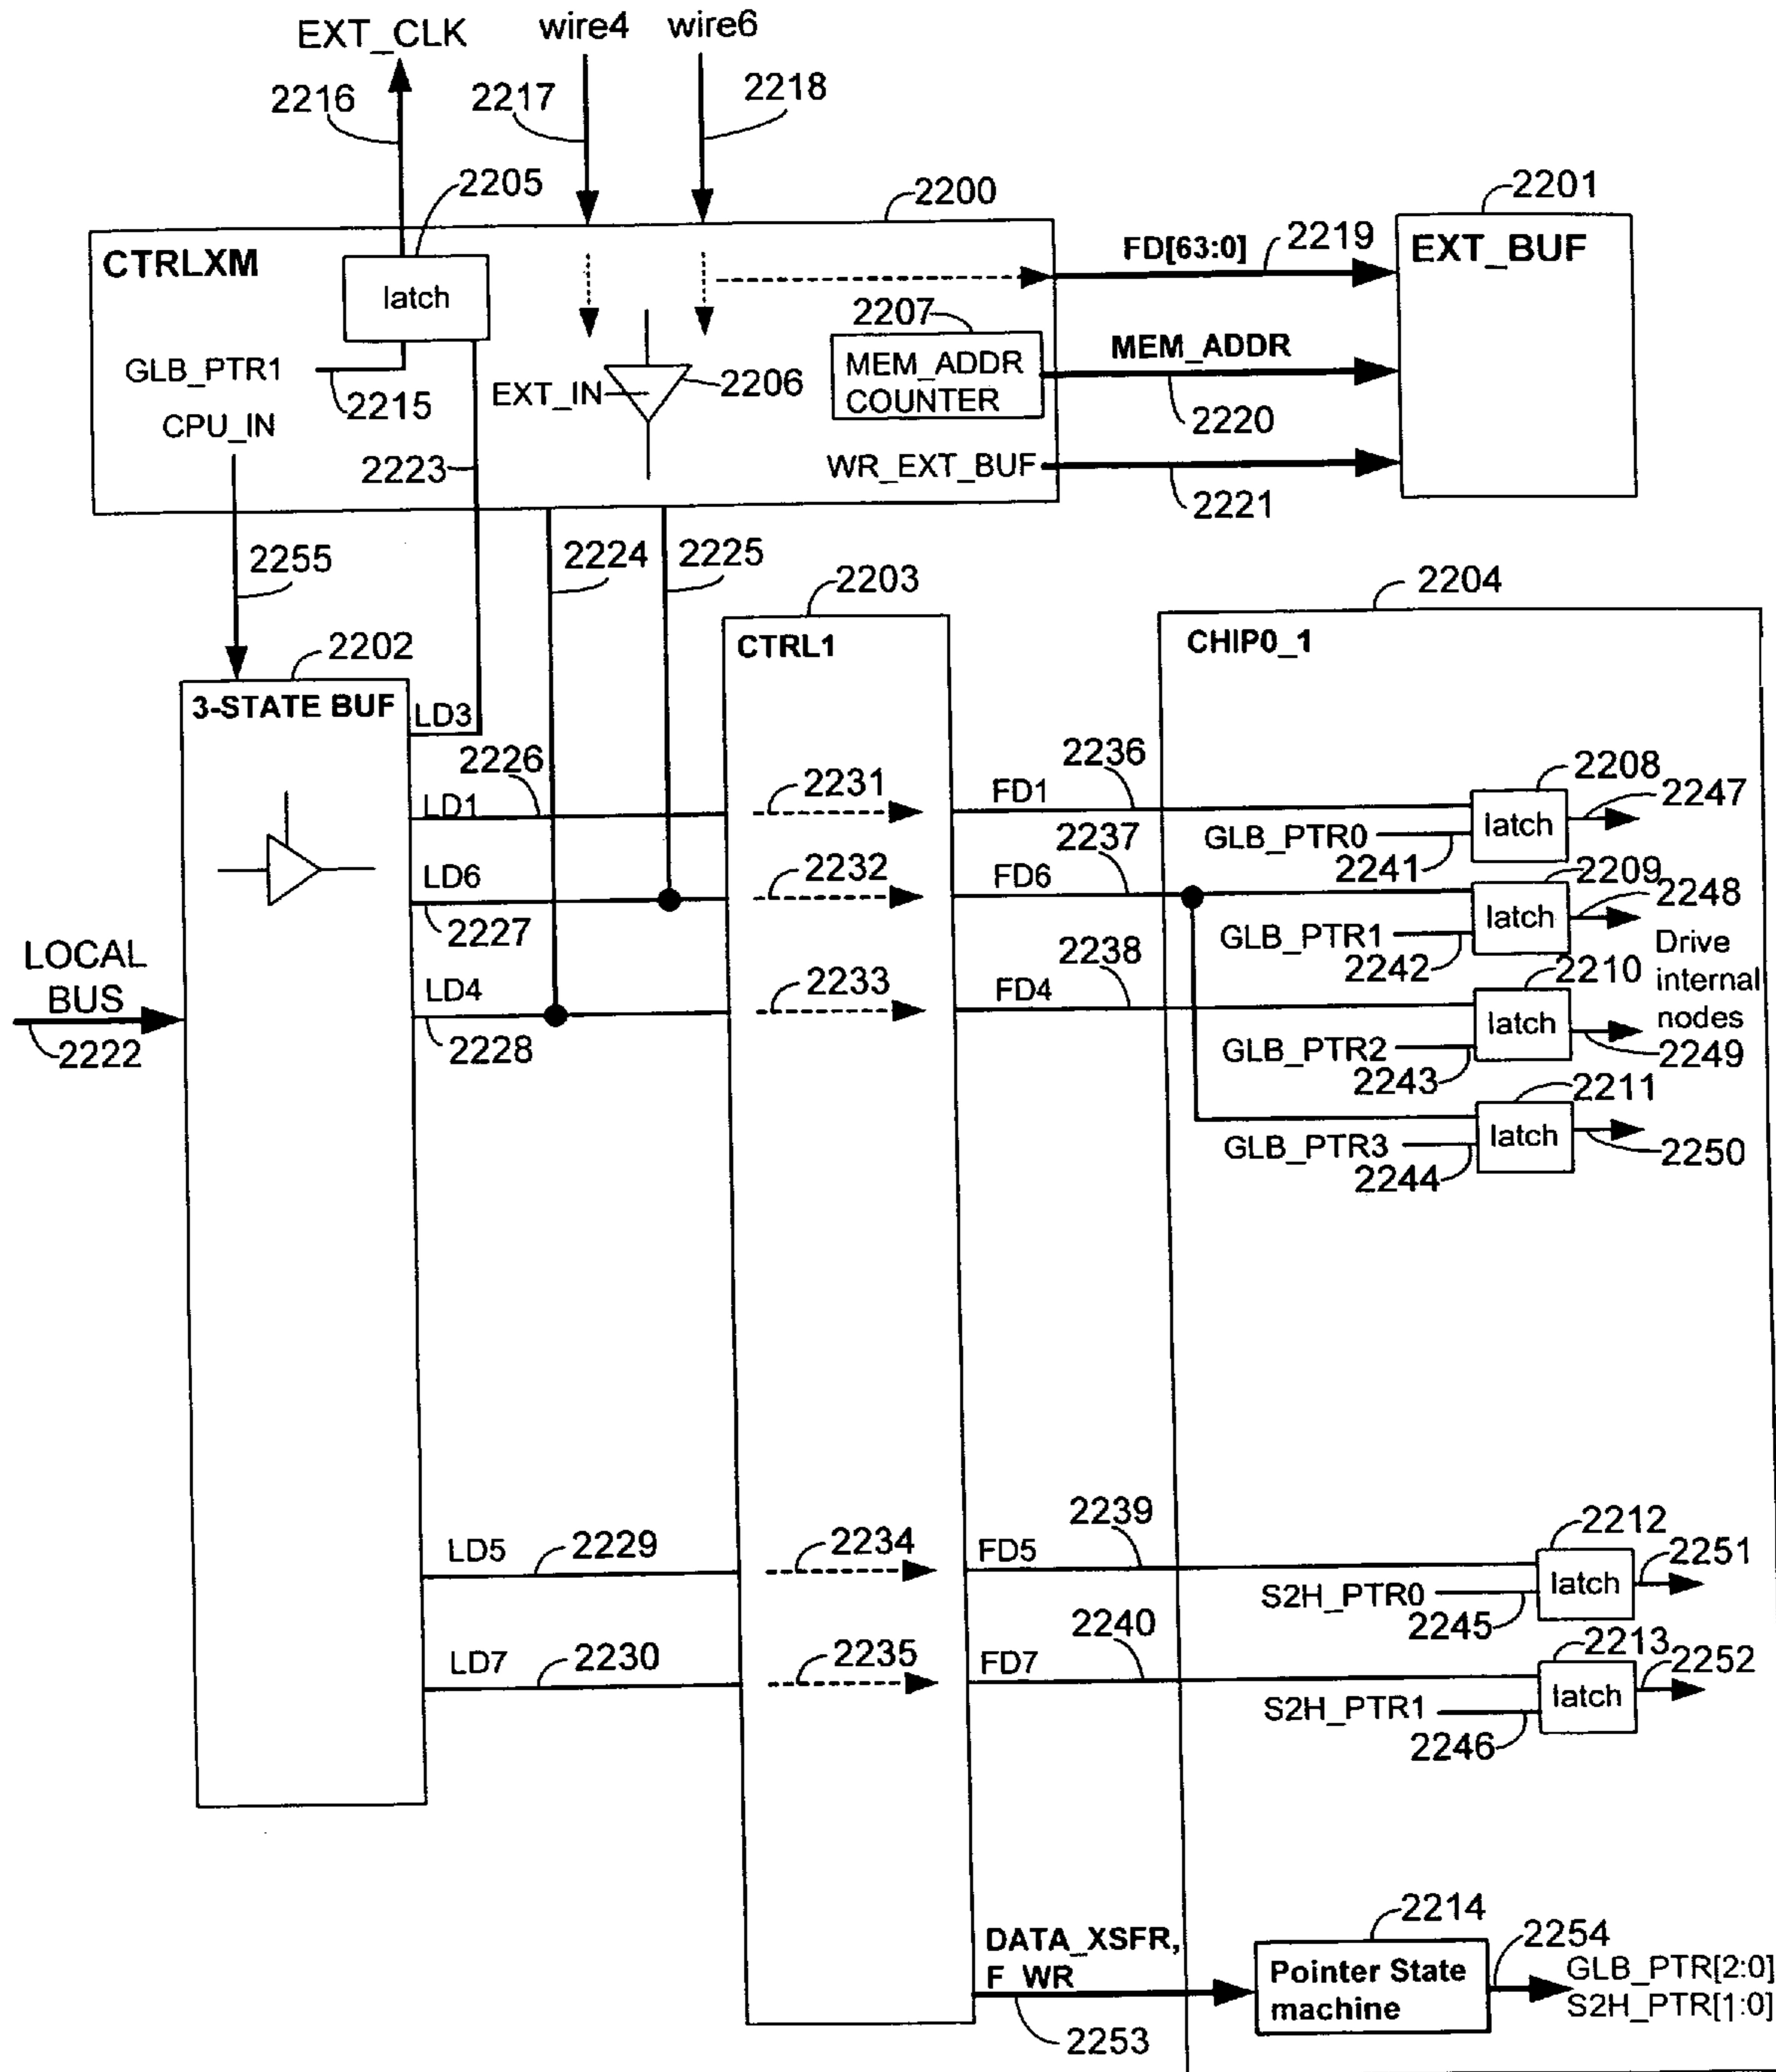 EXT_CLK
wire4
wire6
2216
2217
2218
2205
2200
2201
CTRLXM
latch
FD[63:0]
2219
EXT_BUF
2207
GLB_PTR1
2215
MEM_ADDR
COUNTER
MEM_ADDR
2220
EXT_IN
2206
CPU_IN
2223
WR_EXT_BUF
2221
2255
2224
2225
2203
2204
2202
CTRL1
CHIP0_1
3-STATE BUF
LD3
2226
2231
2236
2208
2247
LD1
FD1
latch
GLB_PTR0
2241
2237
LD6
2232
FD6
2209
2248
2227
latch
GLB_PTR1
2242
Drive
internal
nodes
LOCAL
BUS
2222
LD4
2233
2238
2210
FD4
latch
2228
GLB_PTR2
2243
2249
2211
latch
GLB_PTR3
2244
2250
LD5
2229
2234
2239
FD5
2212
2251
latch
S2H_PTR0
2245
LD7
2230
2235
2240
FD7
2213
2252
latch
S2H_PTR1
2246
DATA_XSFR,
F_WR
2253
2214
Pointer State
machine
2254
GLB_PTR[2:0]
S2H_PTR[1:0]